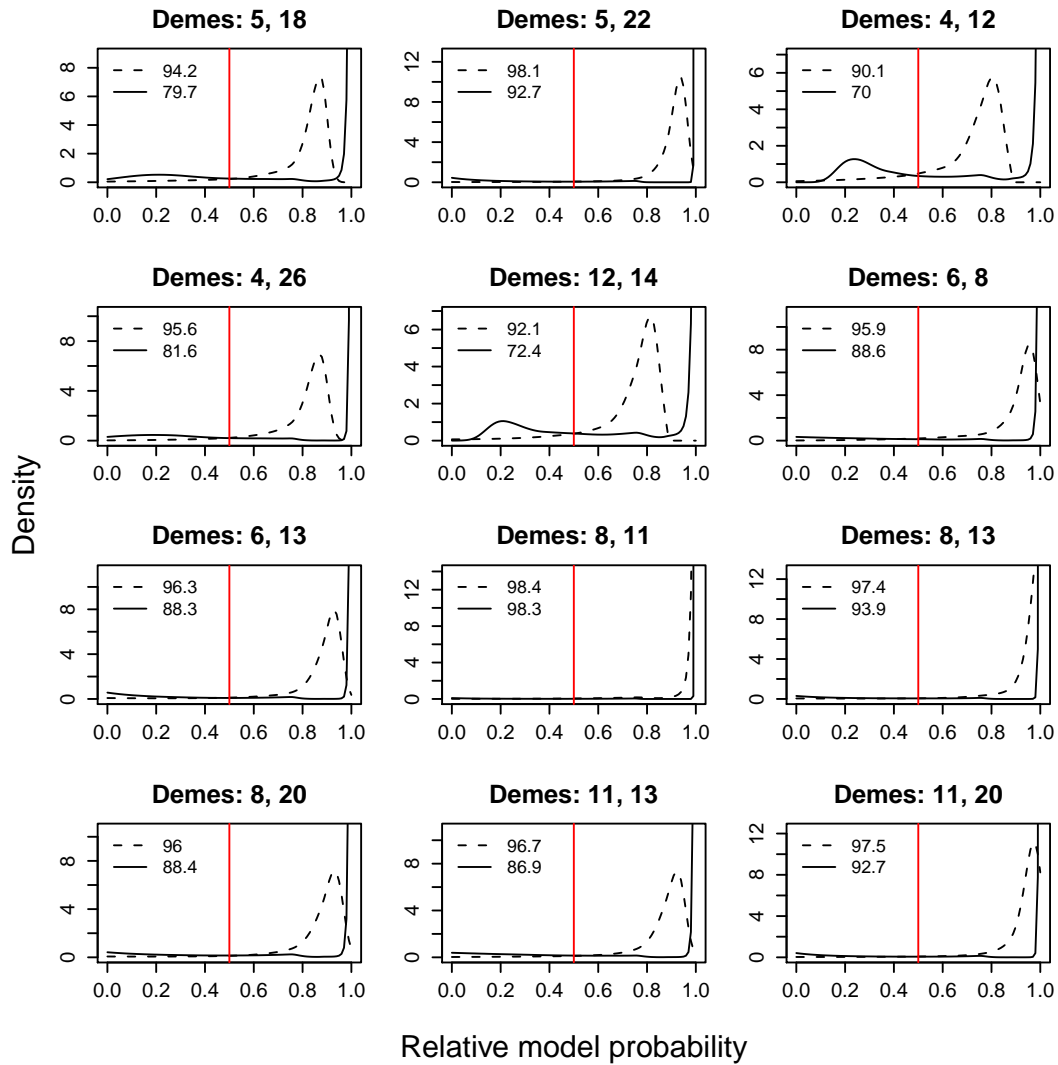 Demes: 5, 18
94.2
79.7
8
6
4
2
0
0.0 0.2 0.4 0.6 0.8 1.0
Demes: 5, 22
98.1
92.7
12
8
4
0
0.0 0.2 0.4 0.6 0.8 1.0
Demes: 4, 12
90.1
70
6
4
2
0
0.0 0.2 0.4 0.6 0.8 1.0
Demes: 4, 26
95.6
81.6
8
4
0
0.0 0.2 0.4 0.6 0.8 1.0
Demes: 12, 14
92.1
72.4
6
4
2
0
0.0 0.2 0.4 0.6 0.8 1.0
Demes: 6, 8
95.9
88.6
8
4
0
0.0 0.2 0.4 0.6 0.8 1.0
Density
Demes: 6, 13
96.3
88.3
8
4
0
0.0 0.2 0.4 0.6 0.8 1.0
Demes: 8, 11
98.4
98.3
12
8
4
0
0.0 0.2 0.4 0.6 0.8 1.0
Demes: 8, 13
97.4
93.9
12
8
4
0
0.0 0.2 0.4 0.6 0.8 1.0
Demes: 8, 20
96
88.4
8
4
0
0.0 0.2 0.4 0.6 0.8 1.0
Demes: 11, 13
96.7
86.9
8
4
0
0.0 0.2 0.4 0.6 0.8 1.0
Demes: 11, 20
97.5
92.7
12
8
4
0
0.0 0.2 0.4 0.6 0.8 1.0
Relative model probability